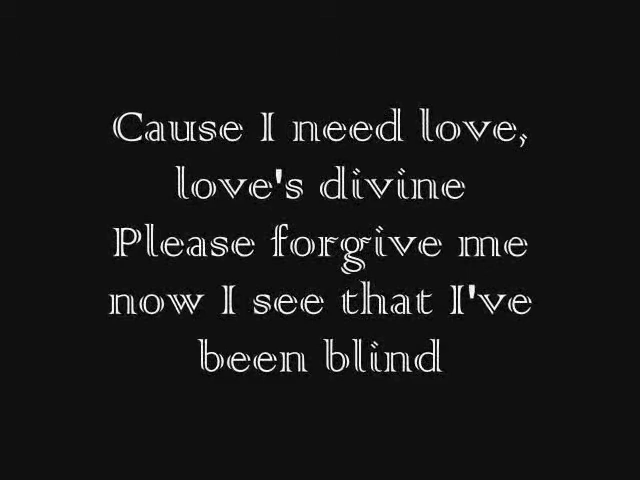 Cause I need love,
love's divine
Please forgive me
now I see that I've
been blind